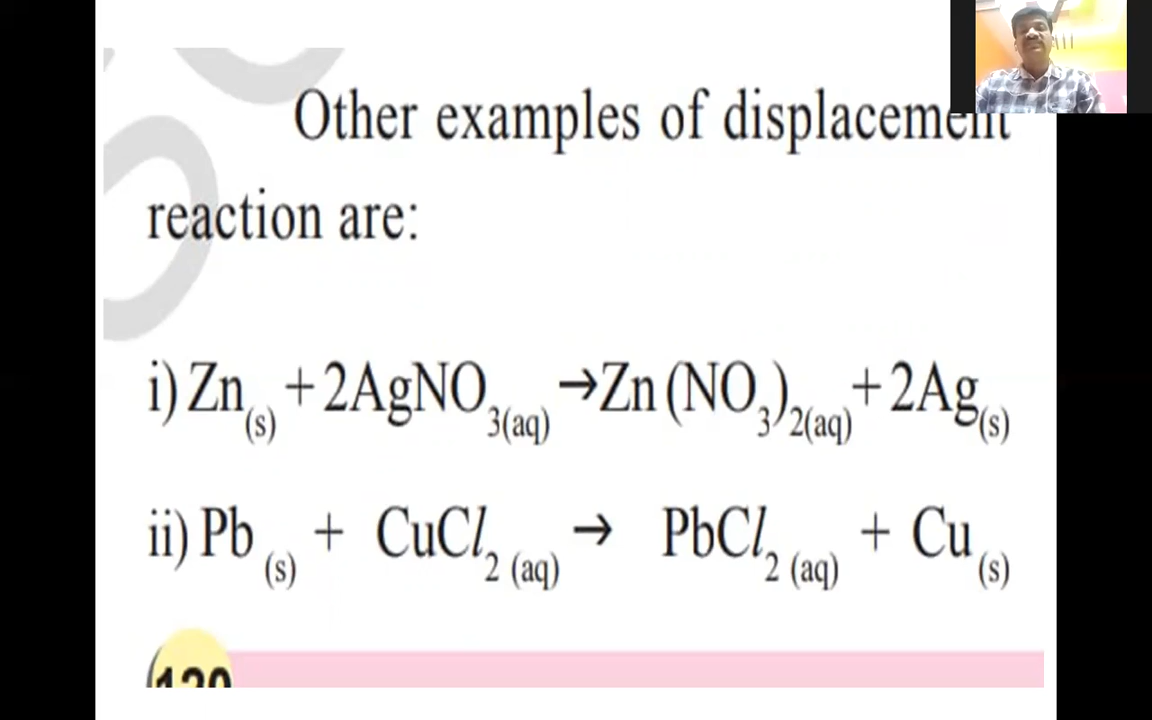 Other examples of displacement
reaction are:
i) Zn(s) + 2AgNO3(aq) → Zn(NO3)2(aq) + 2Ag(s)
ii) Pb (s) + CuCl2 (aq) → PbCl2 (aq) + Cu (s)